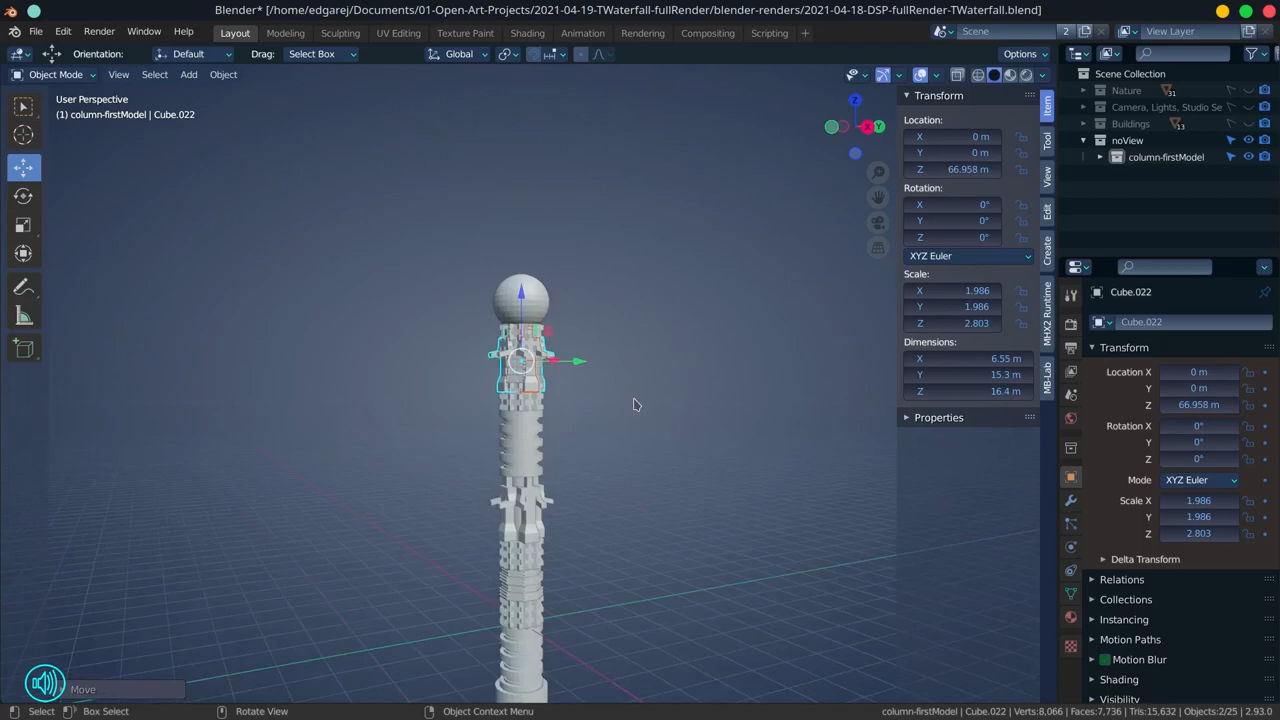 Blender* [/home/edgarej/Documents/01-Open-Art-Projects/2021-04-19-TWaterfall-fullRender/blender-renders/2021-04-18-DSP-fullRender-TWaterfall.blend]
File Edit Render Window Help Layout Modeling Sculpting UV Editing Texture Paint Shading Animation Rendering Compositing Scripting + Scene 2 View Layer
Orientation: Default Drag: Select Box Global Options
Object Mode View Select Add Object
User Perspective
(1) column-firstModel | Cube.022
Z
X
Y
Transform
Location:
X 0 m
Y 0 m
Z 66.958 m
Rotation:
X 0°
Y 0°
Z 0°
XYZ Euler
Scale:
X 1.986
Y 1.986
Z 2.803
Dimensions:
X 6.55 m
Y 15.3 m
Z 16.4 m
Properties
Item
Tool
View
Edit
Create
MHX2 Runtime
MB-Lab
Scene Collection
Nature 31
Camera, Lights, Studio Se
Buildings 13
noView
column-firstModel
Cube.022
Cube.022
Transform
Location X 0 m
Y 0 m
Z 66.958 m
Rotation X 0°
Y 0°
Z 0°
Mode XYZ Euler
Scale X 1.986
Y 1.986
Z 2.803
Delta Transform
Relations
Collections
Instancing
Motion Paths
Motion Blur
Shading
Visibility
Move
Select Box Select Rotate View Object Context Menu column-firstModel | Cube.022 | Verts:8,066 | Faces:7,736 | Tris:15,632 | Objects:2/25 | 2.93.0